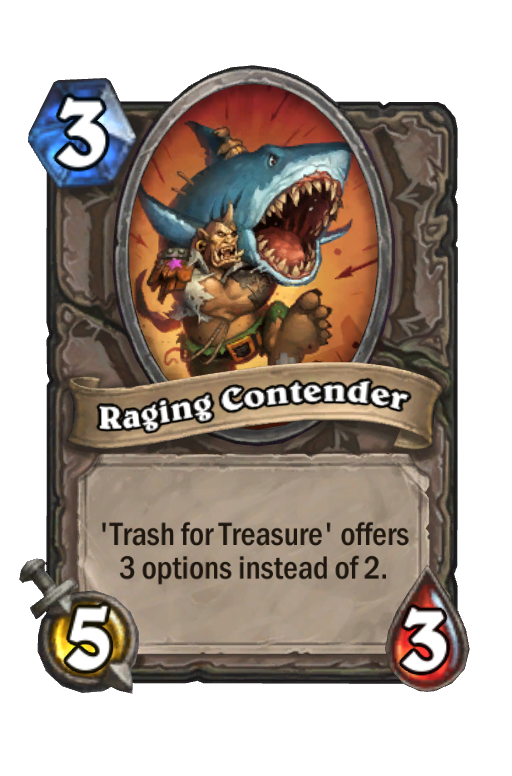 3
Raging Contender
'Trash for Treasure' offers
3 options instead of 2.
5
3